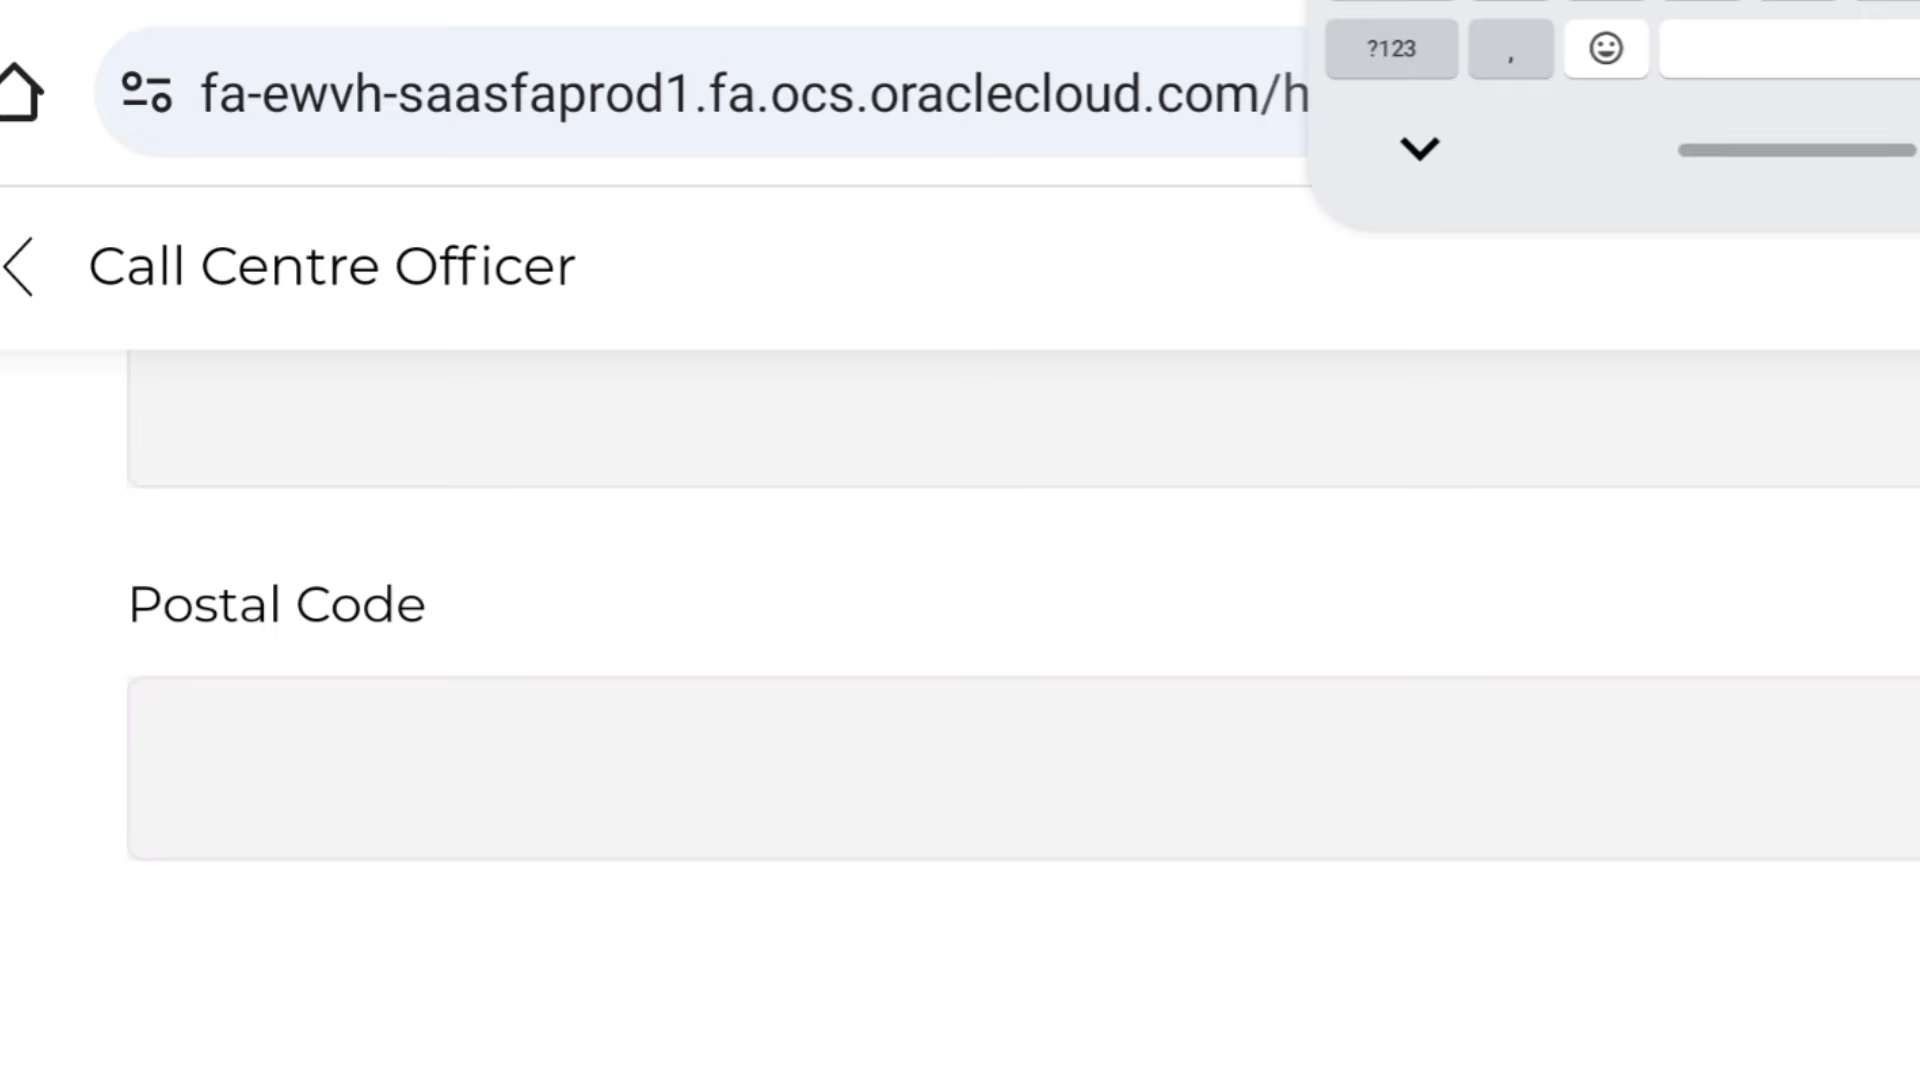 ?123 ,
fa-ewvh-saasfaprod1.fa.ocs.oraclecloud.com/h
Call Centre Officer
Postal Code